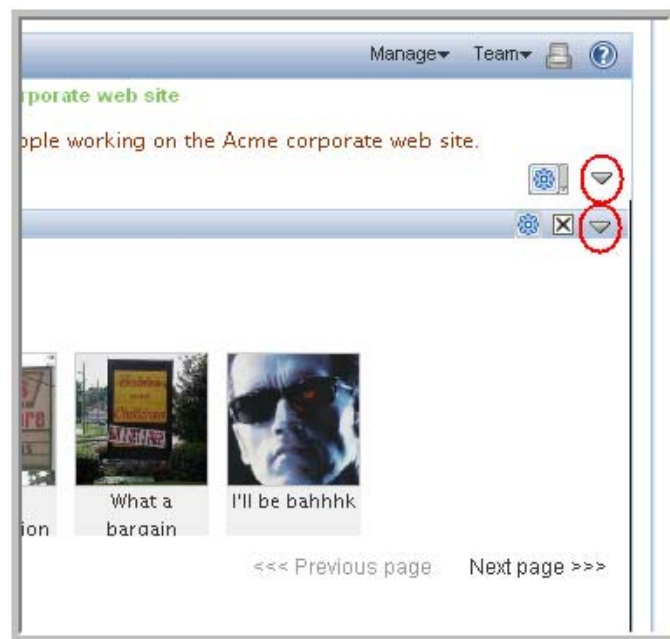 Manage Team
rporate web site
ople working on the Acme corporate web site.
What a
bargain
I'll be bahhhk
ion
<<< Previous page Next page >>>